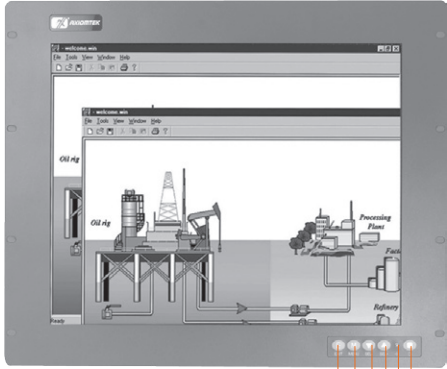 AXIOMTEK
- welcome.win
File Tools View Window Help
Oil rig
- welcome.win
File Tools View Window Help
Oil rig
Processing
Plant
Fact
Refinery
Ready